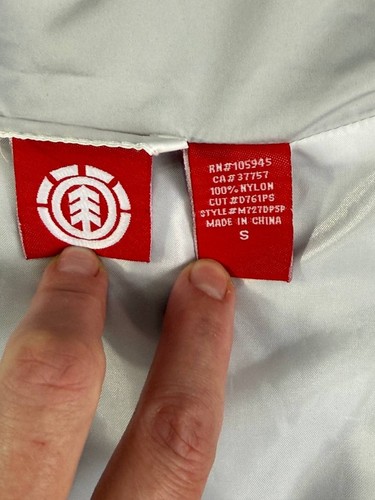 RN#105945
CA#37757
100% NYLON
CUT#D761PS
STYLE#M727DPSP
MADE IN CHINA
S